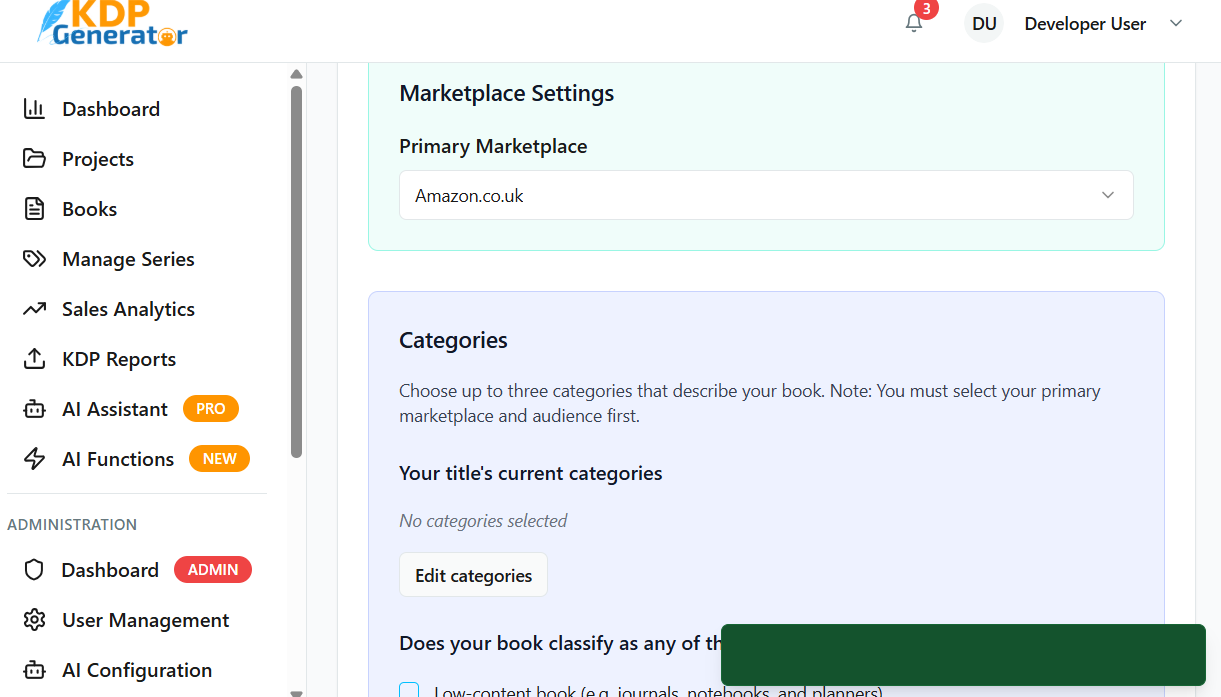 KDP
Generator
3
DU
Developer User
Dashboard
Projects
Books
Manage Series
Sales Analytics
KDP Reports
AI Assistant PRO
AI Functions NEW
ADMINISTRATION
Dashboard ADMIN
User Management
AI Configuration
Marketplace Settings
Primary Marketplace
Amazon.co.uk
Categories
Choose up to three categories that describe your book. Note: You must select your primary
marketplace and audience first.
Your title's current categories
No categories selected
Edit categories
Does your book classify as any of
Low-content book (e.g. journals, notebooks, and planners)